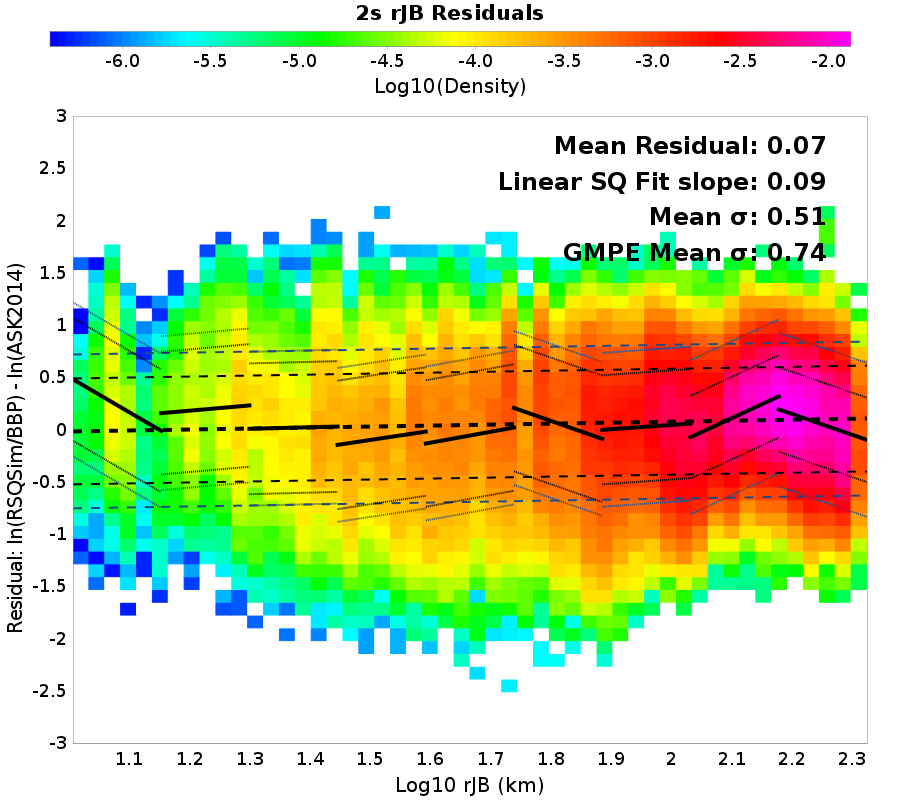 2s rJB Residuals
-6.0 -5.5 -5.0 -4.5 -4.0 -3.5 -3.0 -2.5 -2.0
Log10(Density)
Mean Residual: 0.07
Linear SQ Fit slope: 0.09
Mean σ: 0.51
GMPE Mean σ: 0.74
Residual: ln(RSQSim/BBP) - ln(ASK2014)
3
2.5
2
1.5
1
0.5
0
-0.5
-1
-1.5
-2
-2.5
-3
1.1 1.2 1.3 1.4 1.5 1.6 1.7 1.8 1.9 2 2.1 2.2 2.3
Log10 rJB (km)